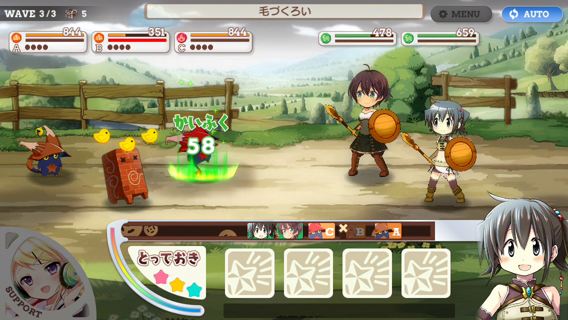 WAVE 3/3
5
毛づくろい
MENU
AUTO
844
351
844
478
659
A
B
C
かいふく
58
C
B
A
とっておき
SUPPORT